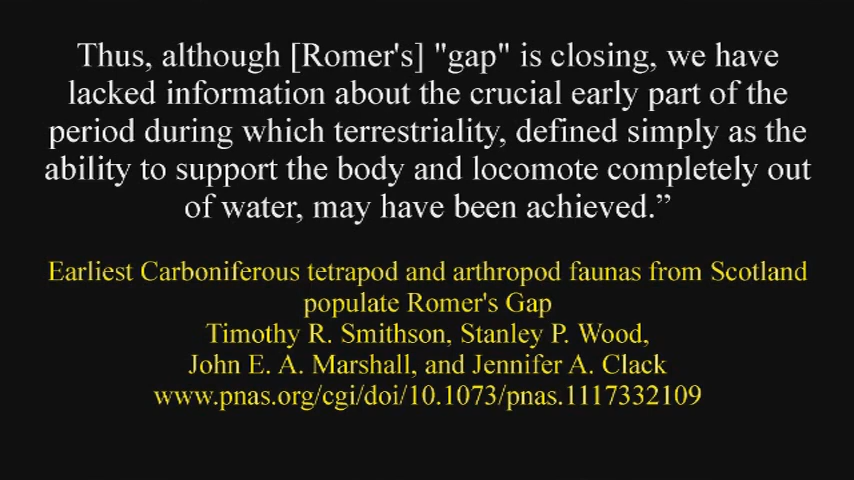 Thus, although [Romer's] "gap" is closing, we have
lacked information about the crucial early part of the
period during which terrestriality, defined simply as the
ability to support the body and locomote completely out
of water, may have been achieved.”
Earliest Carboniferous tetrapod and arthropod faunas from Scotland
populate Romer's Gap
Timothy R. Smithson, Stanley P. Wood,
John E. A. Marshall, and Jennifer A. Clack
www.pnas.org/cgi/doi/10.1073/pnas.1117332109